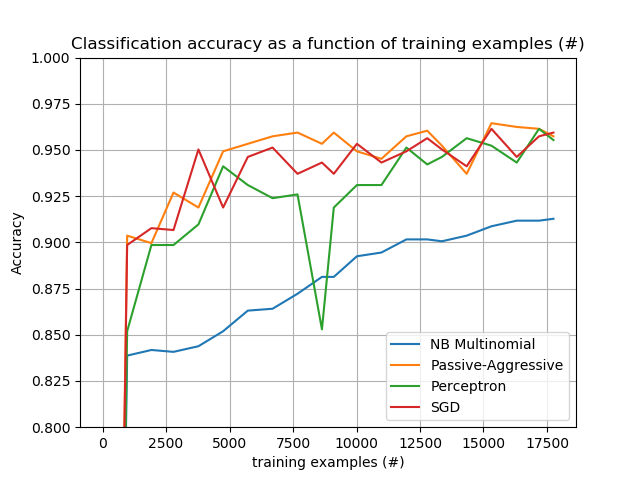 Classification accuracy as a function of training examples (#)
1.000
0.975
0.950
0.925
0.900
0.875
0.850
0.825
0.800
Accuracy
NB Multinomial
Passive-Aggressive
Perceptron
SGD
0 2500 5000 7500 10000 12500 15000 17500
training examples (#)